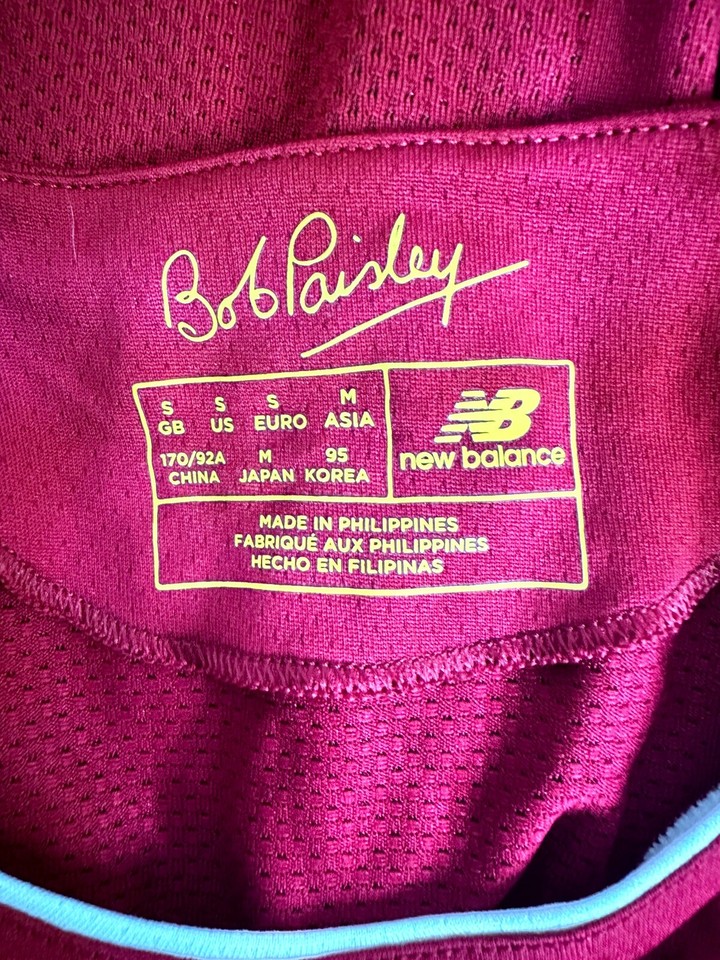 Bob Paisley
S S S M
GB US EURO ASIA
170/92A M 95
CHINA JAPAN KOREA
NB
new balance
MADE IN PHILIPPINES
FABRIQUÉ AUX PHILIPPINES
HECHO EN FILIPINAS